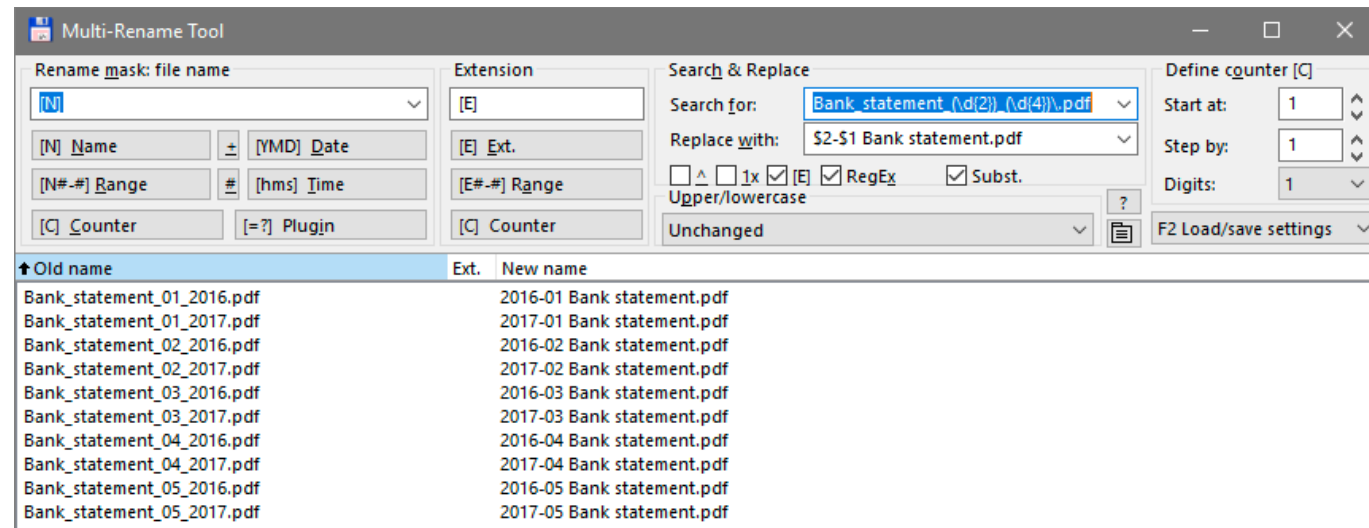 Multi-Rename Tool
Rename mask: file name
Extension
Search & Replace
Define counter [C]
[N]
[E]
Search for:
Bank_statement_(\d{2})_(\d{4})\.pdf
Start at:
1
Replace with:
$2-$1 Bank statement.pdf
[N] Name
+
[YMD] Date
[E] Ext.
Step by:
1
[N#-#] Range
#
[hms] Time
[E#-#] Range
^
1x
[E]
RegEx
Subst.
Digits:
1
Upper/lowercase
?
[C] Counter
[=?] Plugin
[C] Counter
Unchanged
F2 Load/save settings
Old name
Ext.
New name
Bank_statement_01_2016.pdf 2016-01 Bank statement.pdf
Bank_statement_01_2017.pdf 2017-01 Bank statement.pdf
Bank_statement_02_2016.pdf 2016-02 Bank statement.pdf
Bank_statement_02_2017.pdf 2017-02 Bank statement.pdf
Bank_statement_03_2016.pdf 2016-03 Bank statement.pdf
Bank_statement_03_2017.pdf 2017-03 Bank statement.pdf
Bank_statement_04_2016.pdf 2016-04 Bank statement.pdf
Bank_statement_04_2017.pdf 2017-04 Bank statement.pdf
Bank_statement_05_2016.pdf 2016-05 Bank statement.pdf
Bank_statement_05_2017.pdf 2017-05 Bank statement.pdf